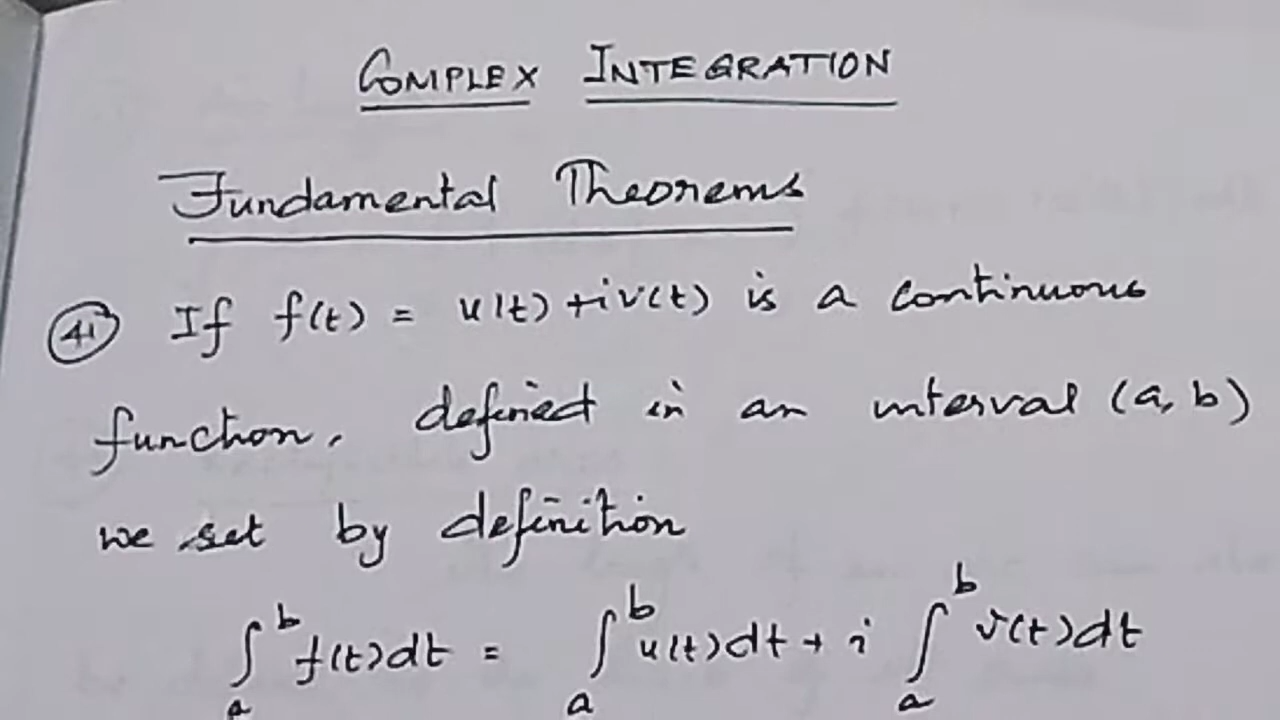 COMPLEX INTEGRATION
Fundamental Theorems
41 If f(t) = u(t) + iv(t) is a continuous
function, defined in an interval (a, b)
we set by definition
∫_a^b f(t)dt = ∫_a^b u(t)dt + i ∫_a^b v(t)dt